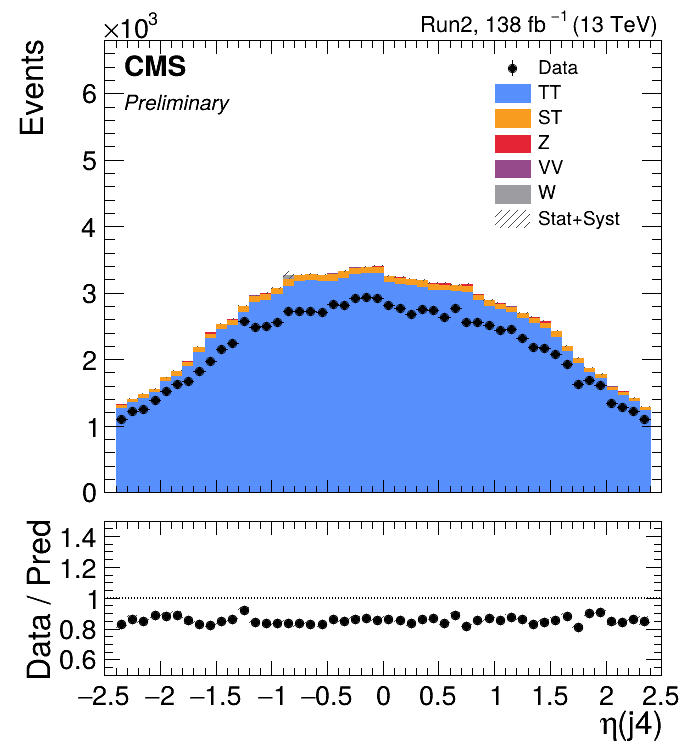 ×10³
Run2, 138 fb⁻¹ (13 TeV)
Events
CMS
Preliminary
Data
TT
ST
Z
VV
W
Stat+Syst
6
5
4
3
2
1
0
Data / Pred
1.4
1.2
1
0.8
0.6
−2.5 −2 −1.5 −1 −0.5 0 0.5 1 1.5 2 2.5
η(j4)